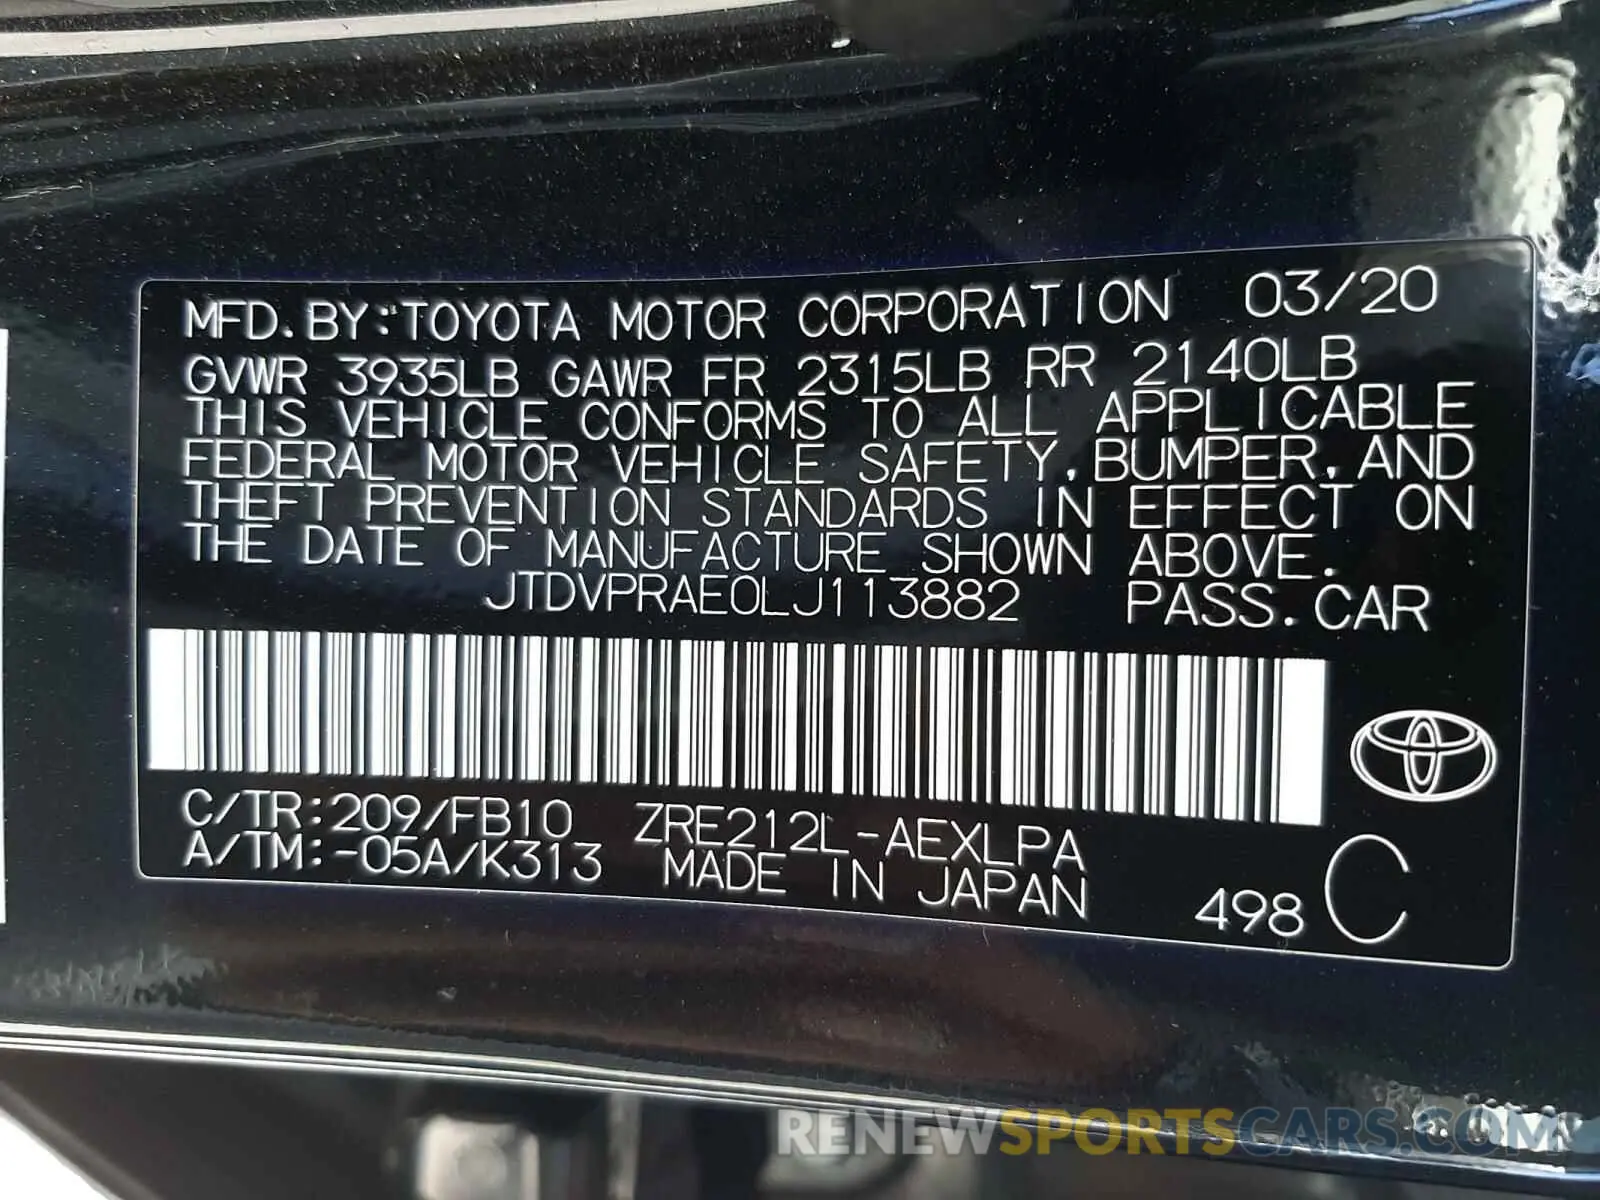 MFD.BY:TOYOTA MOTOR CORPORATION 03/20
GVWR 3935LB GAWR FR 2315LB RR 2140LB
THIS VEHICLE CONFORMS TO ALL APPLICABLE
FEDERAL MOTOR VEHICLE SAFETY,BUMPER,AND
THEFT PREVENTION STANDARDS IN EFFECT ON
THE DATE OF MANUFACTURE SHOWN ABOVE.
JTDVPRAE0LJ113882 PASS.CAR
C/TR:209/FB10 ZRE212L-AEXLPA
A/TM:-05A/K313 MADE IN JAPAN
498 C
RENEWSPORTSCARS.COM